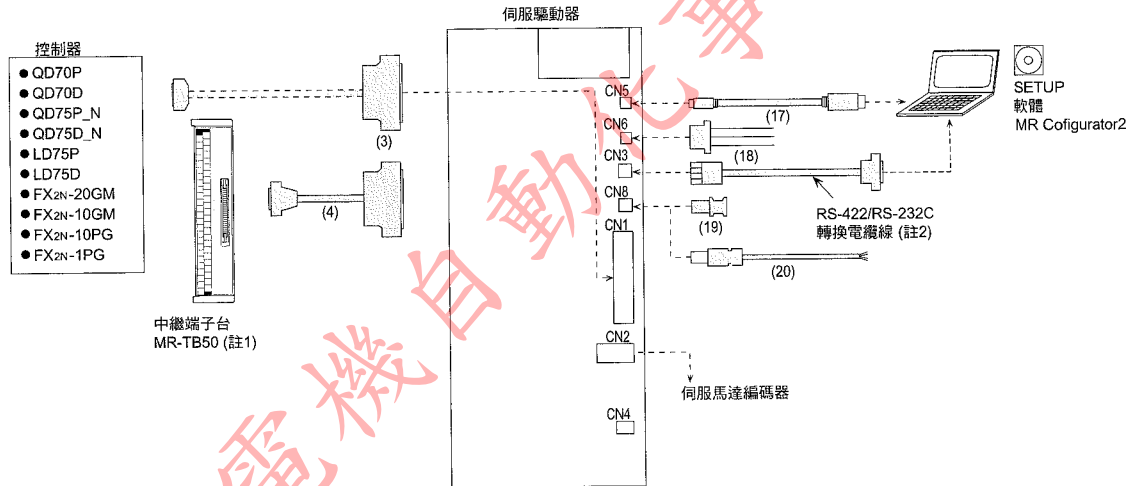 伺服驅動器
控制器
● QD70P
● QD70D
● QD75P_N
● QD75D_N
● LD75P
● LD75D
● FX2N-20GM
● FX2N-10GM
● FX2N-10PG
● FX2N-1PG
(3)
(4)
中繼端子台
MR-TB50 (註1)
CN5
CN6
CN3
CN8
CN1
CN2
CN4
(17)
(18)
(19)
(20)
RS-422/RS-232C
轉換電纜線 (註2)
伺服馬達編碼器
SETUP
軟體
MR Cofigurator2
電機自動化事